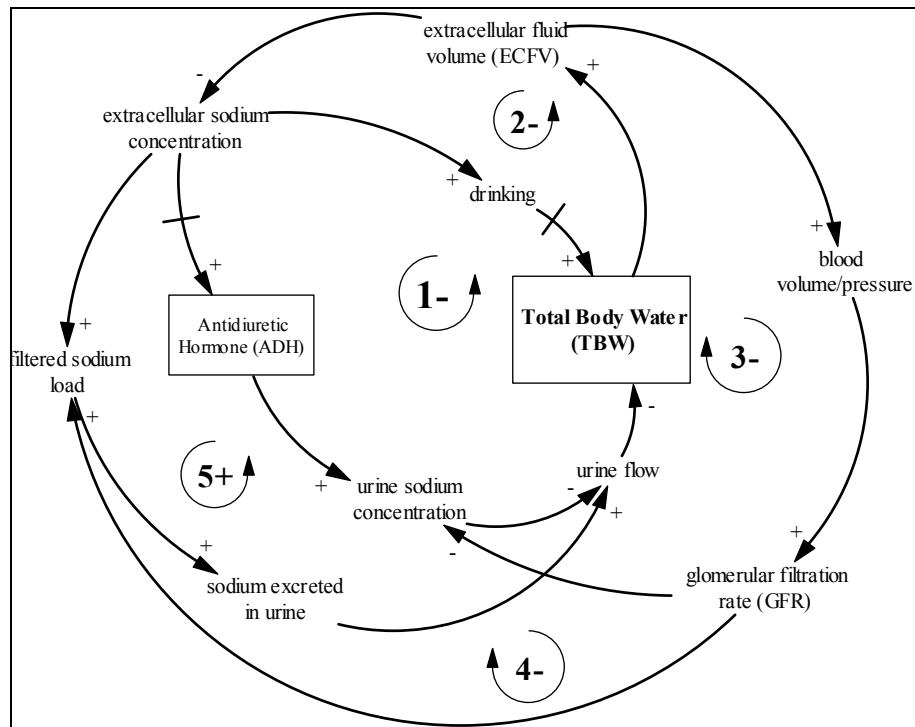 extracellular fluid
volume (ECFV)
-
+
extracellular sodium
concentration
2-
+
drinking
+
blood
volume/pressure
+
+
1-
Total Body Water
(TBW)
3-
Antidiuretic
Hormone (ADH)
+
filtered sodium
load
+
-
5+
+
urine sodium
concentration
-
urine flow
+
-
+
+
sodium excreted
in urine
glomerular filtration
rate (GFR)
4-